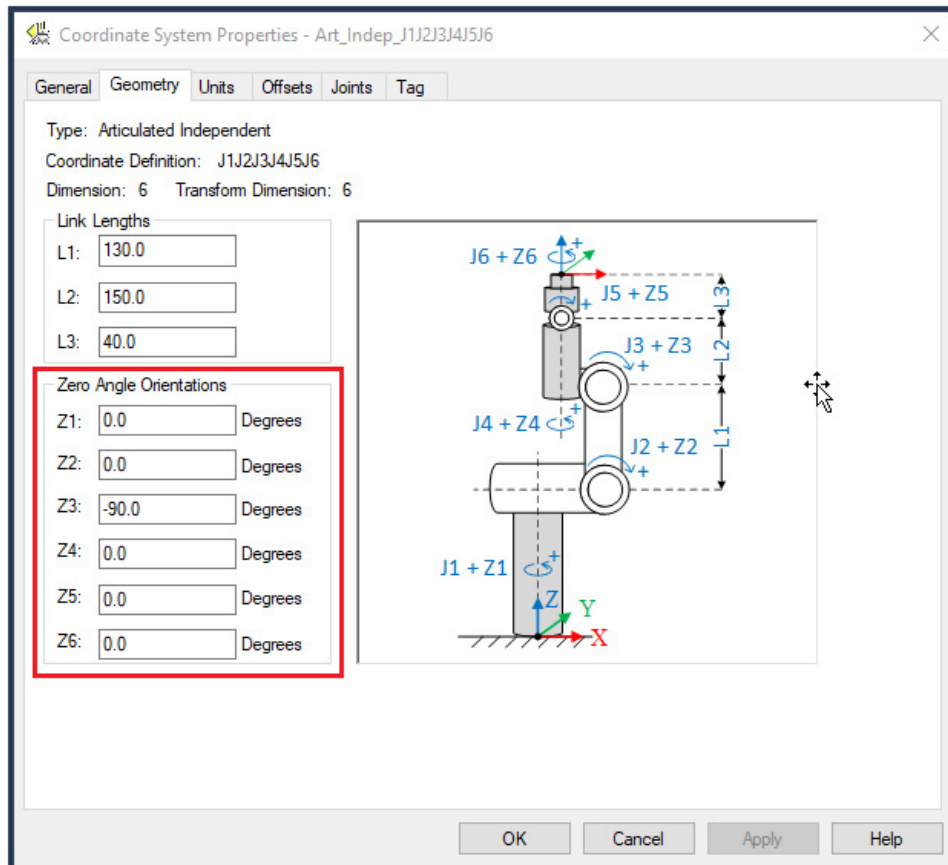 Coordinate System Properties - Art_Indep_J1J2J3J4J5J6
General Geometry Units Offsets Joints Tag
Type: Articulated Independent
Coordinate Definition: J1J2J3J4J5J6
Dimension: 6 Transform Dimension: 6
Link Lengths
L1: 130.0
L2: 150.0
L3: 40.0
Zero Angle Orientations
Z1: 0.0 Degrees
Z2: 0.0 Degrees
Z3: -90.0 Degrees
Z4: 0.0 Degrees
Z5: 0.0 Degrees
Z6: 0.0 Degrees
J6 + Z6 +
J5 + Z5 +
L3
J3 + Z3 +
L2
J4 + Z4 +
L1
J2 + Z2 +
J1 + Z1 +
Z
Y
X
OK Cancel Apply Help